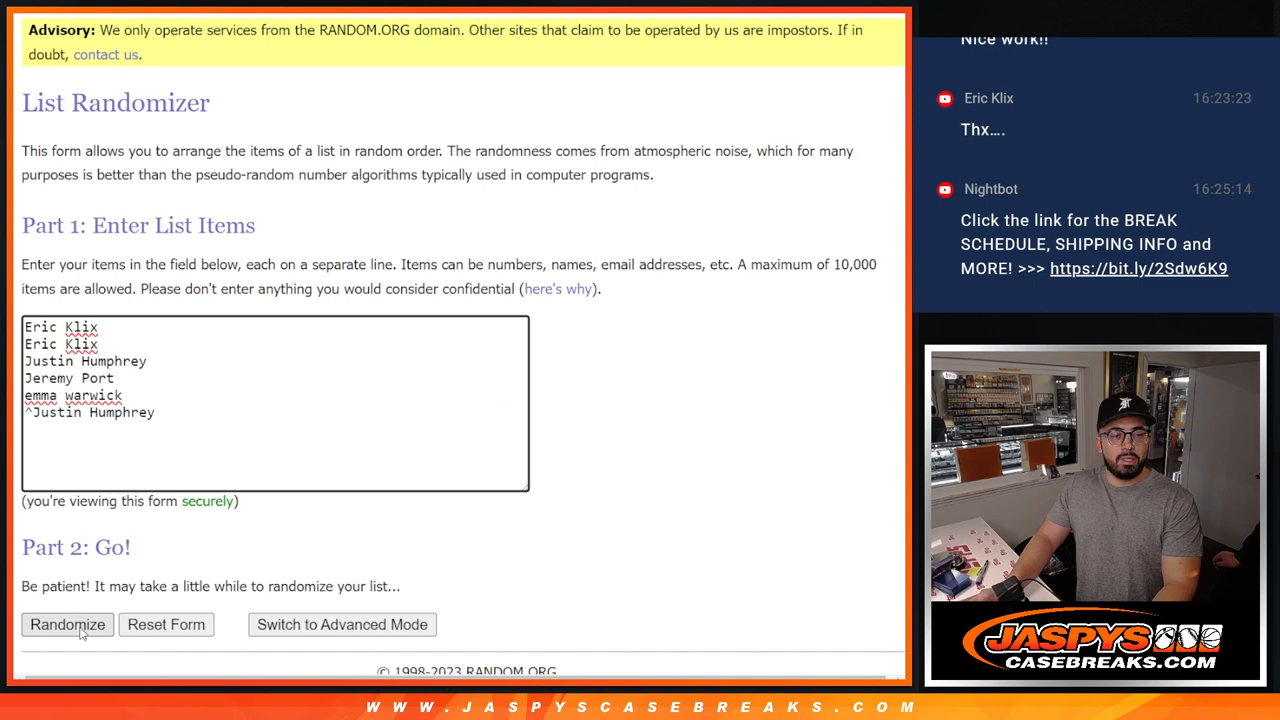 Advisory: We only operate services from the RANDOM.ORG domain. Other sites that claim to be operated by us are impostors. If in
doubt, contact us.
List Randomizer
This form allows you to arrange the items of a list in random order. The randomness comes from atmospheric noise, which for many
purposes is better than the pseudo-random number algorithms typically used in computer programs.
Part 1: Enter List Items
Enter your items in the field below, each on a separate line. Items can be numbers, names, email addresses, etc. A maximum of 10,000
items are allowed. Please don't enter anything you would consider confidential (here's why).
Eric Klix
Eric Klix
Justin Humphrey
Jeremy Port
emma warwick
^Justin Humphrey
(you're viewing this form securely)
Part 2: Go!
Be patient! It may take a little while to randomize your list...
Randomize
Reset Form
Switch to Advanced Mode
© 1998-2023 RANDOM.ORG
Nice work!!
Eric Klix
16:23:23
Thx....
Nightbot
16:25:14
Click the link for the BREAK
SCHEDULE, SHIPPING INFO and
MORE! >>> https://bit.ly/2Sdw6K9
JASPYS
CASEBREAKS.COM
WWW.JASPYSCASEBREAKS.COM